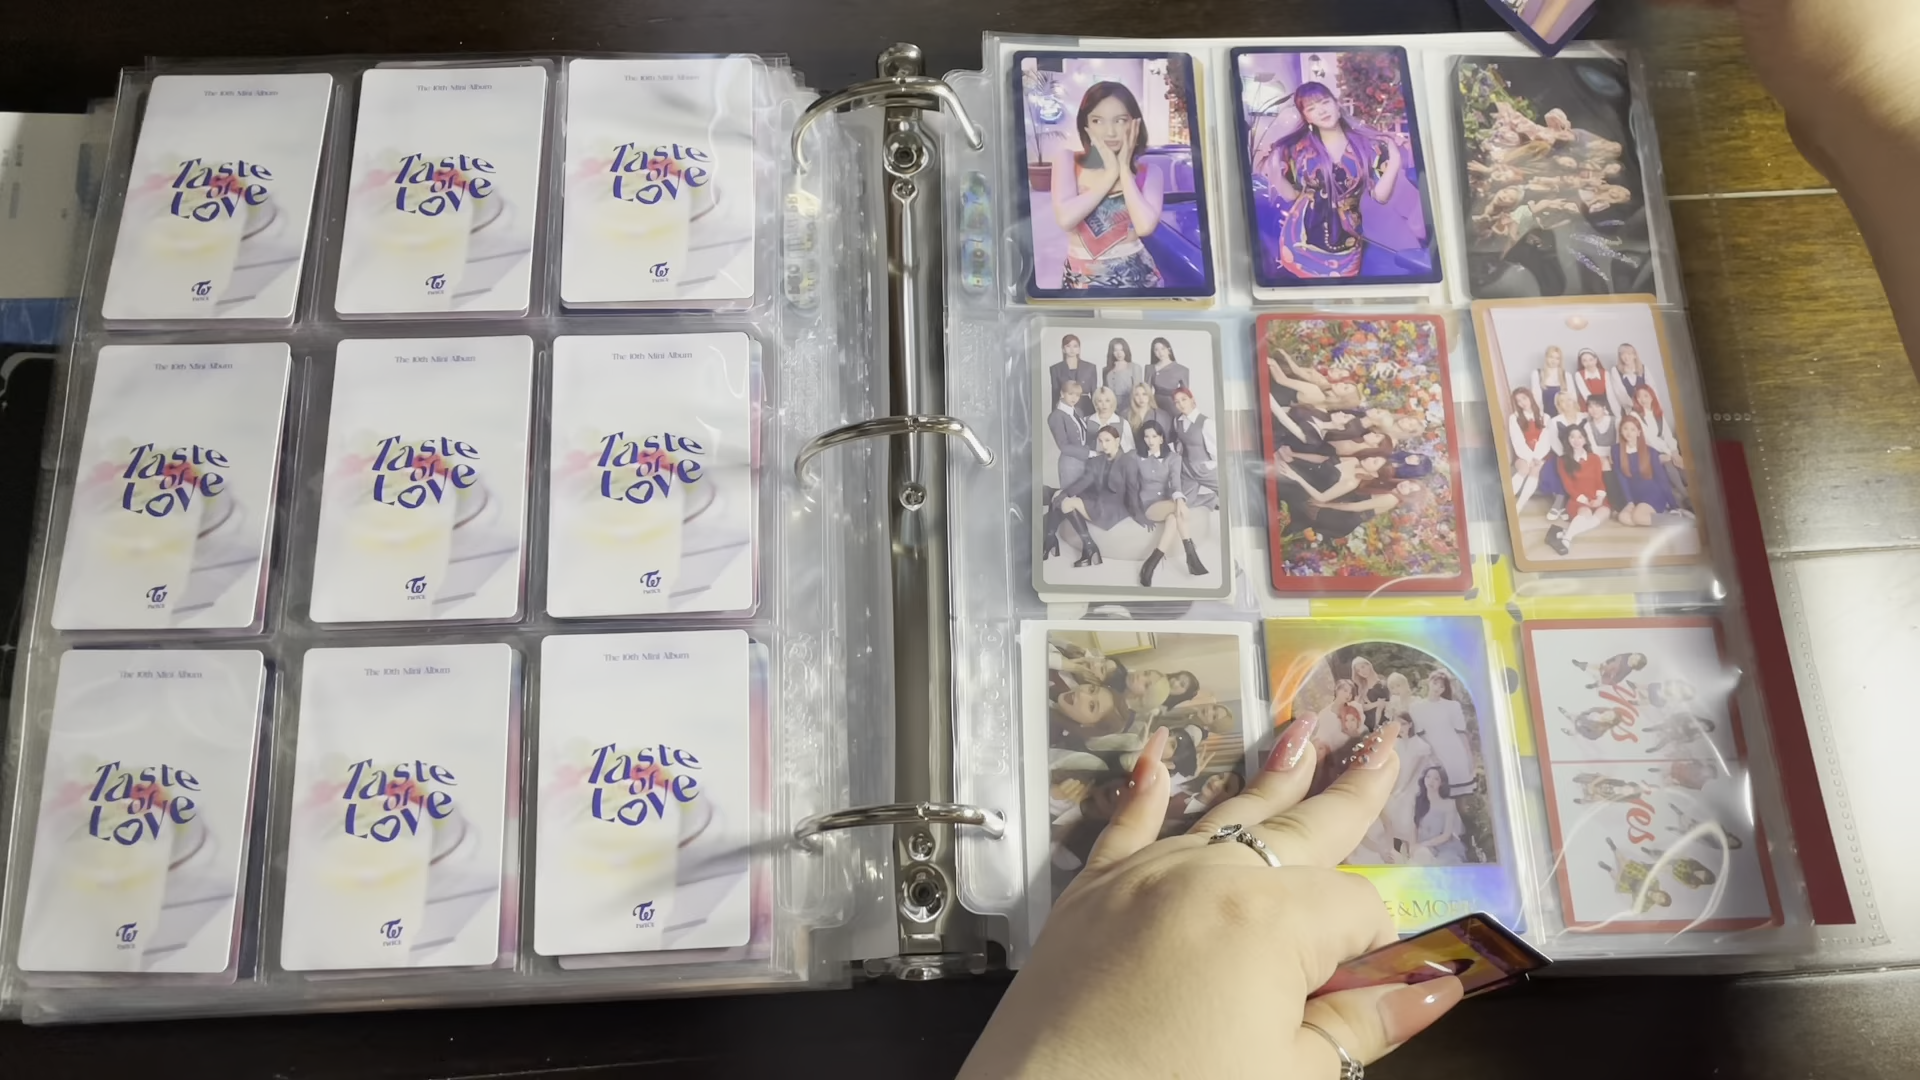 The 10th Mini Album
Taste
of
Love
TWICE
The 10th Mini Album
Taste
of
Love
TWICE
The 10th Mini Album
Taste
of
Love
TWICE
The 10th Mini Album
Taste
of
Love
TWICE
The 10th Mini Album
Taste
of
Love
TWICE
The 10th Mini Album
Taste
of
Love
TWICE
The 10th Mini Album
Taste
of
Love
TWICE
The 10th Mini Album
Taste
of
Love
TWICE
The 10th Mini Album
Taste
of
Love
TWICE
yes
yes
E&MOR